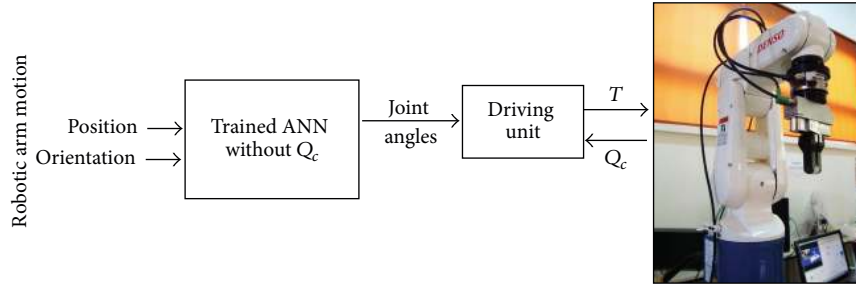 Robotic arm motion
Position
Orientation
Trained ANN
without Q_c
Joint
angles
Driving
unit
T
Q_c
DENSO